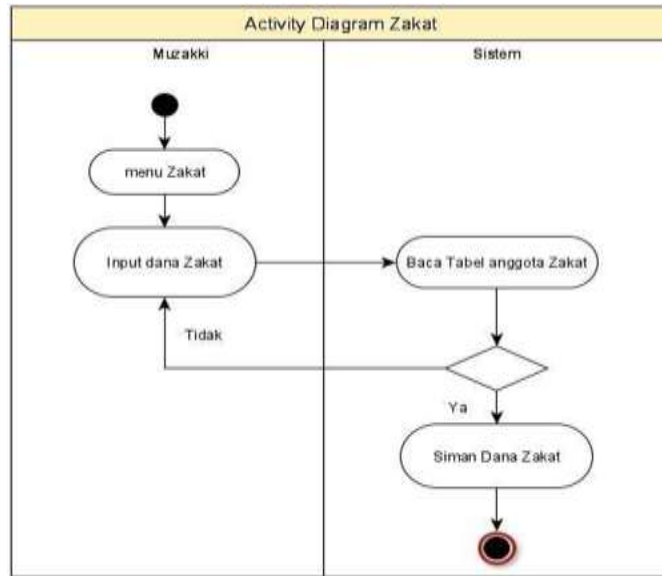 Activity Diagram Zakat
Muzakki
Sistem
menu Zakat
Input dana Zakat
Baca Tabel anggota Zakat
Tidak
Ya
Siman Dana Zakat